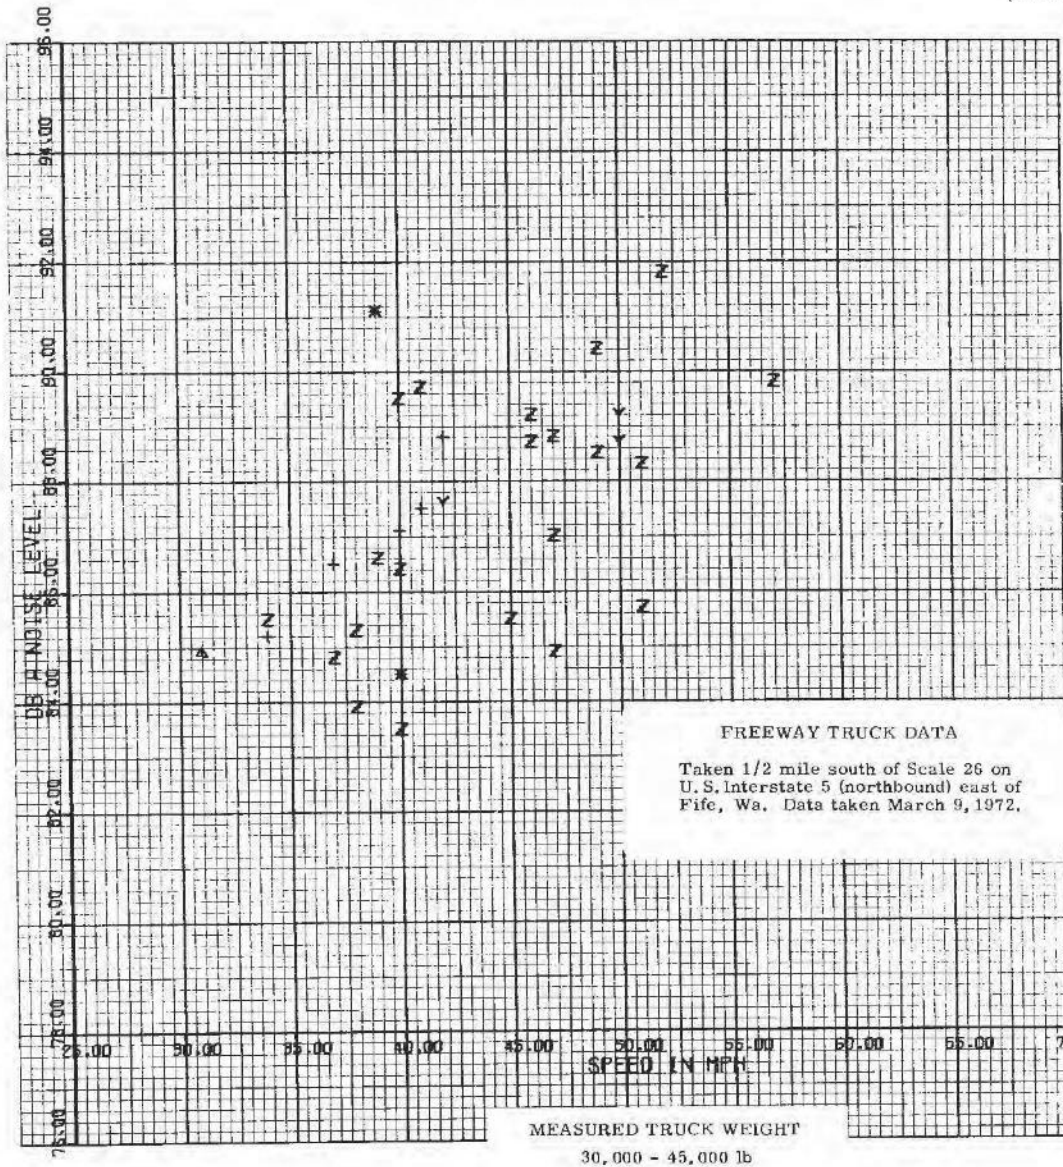 96.00
94.00
92.00
90.00
88.00
86.00
84.00
82.00
80.00
78.00
76.00
DB A NOISE LEVEL
25.00 30.00 35.00 40.00 45.00 50.00 55.00 60.00 65.00
SPEED IN MPH
FREEWAY TRUCK DATA
Taken 1/2 mile south of Scale 26 on
U.S. Interstate 5 (northbound) east of
Fife, Wa. Data taken March 9, 1972.
MEASURED TRUCK WEIGHT
30,000 - 45,000 lb